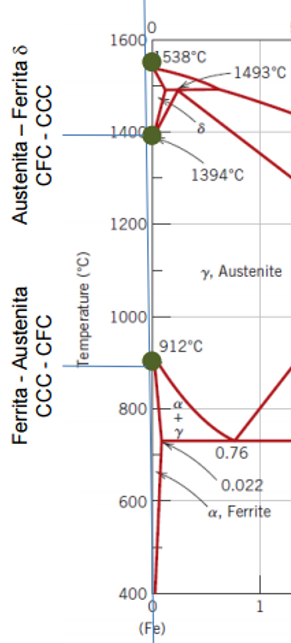 0
1600
1538°C
1493°C
Austenita – Ferrita δ
CFC - CCC
δ
1400
1394°C
1200
Temperature (°C)
γ, Austenite
1000
Ferrita - Austenita
CCC - CFC
912°C
800
α
+
γ
0.76
0.022
600
α, Ferrite
400
0
1
(Fe)